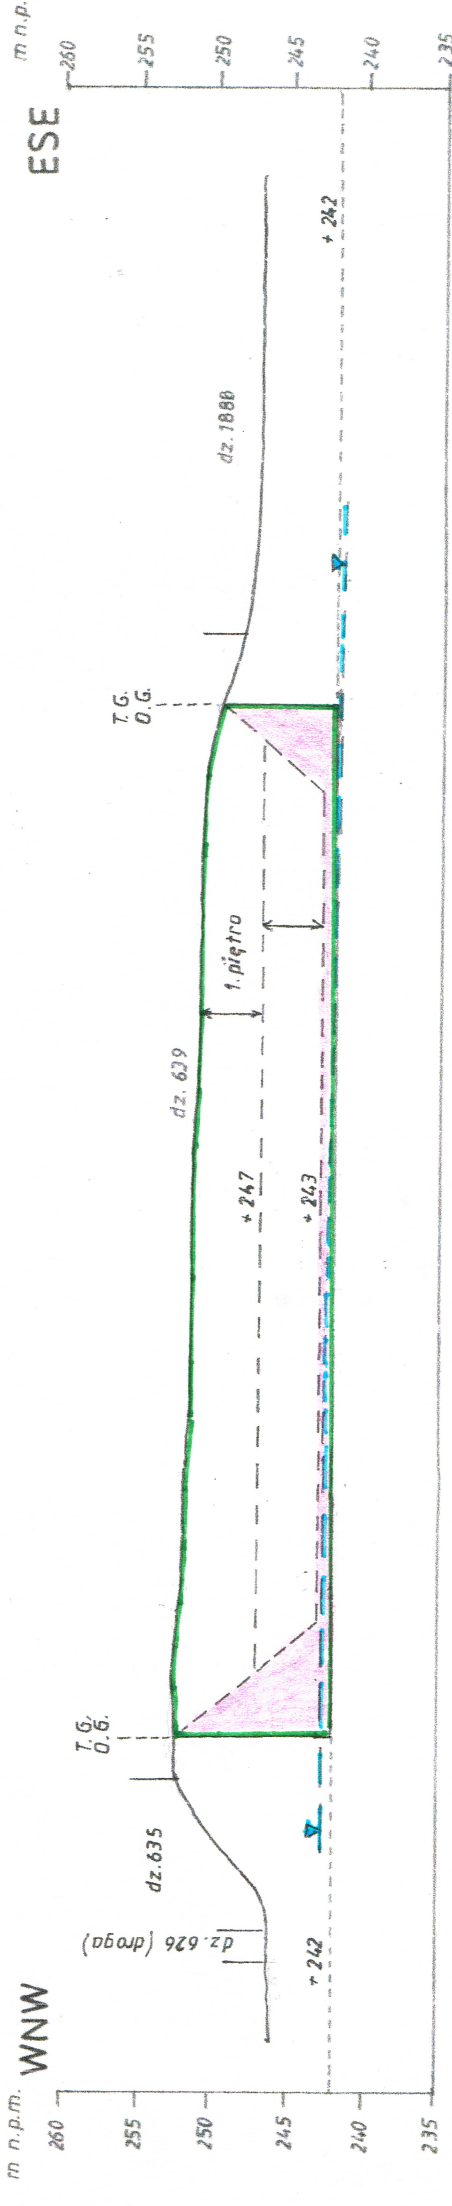 m n.p.m.
WNW
260
255
250
245
240
235
dz. 626 (droga)
dz.635
+ 242
T.G.
O.G.
dz. 639
+ 247
+ 243
1. piętro
T.G.
O.G.
dz. 1880
+ 242
ESE
m n.p.
260
255
250
245
240
235